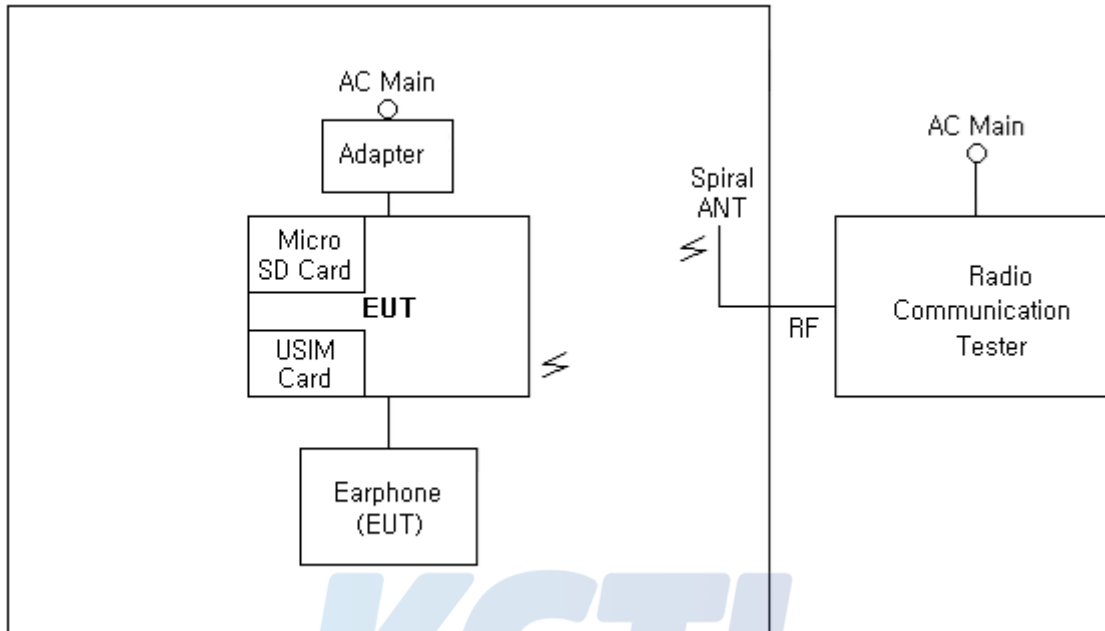 AC Main
Adapter
Micro
SD Card
EUT
USIM
Card
Earphone
(EUT)
Spiral
ANT
RF
AC Main
Radio
Communication
Tester
KCTL